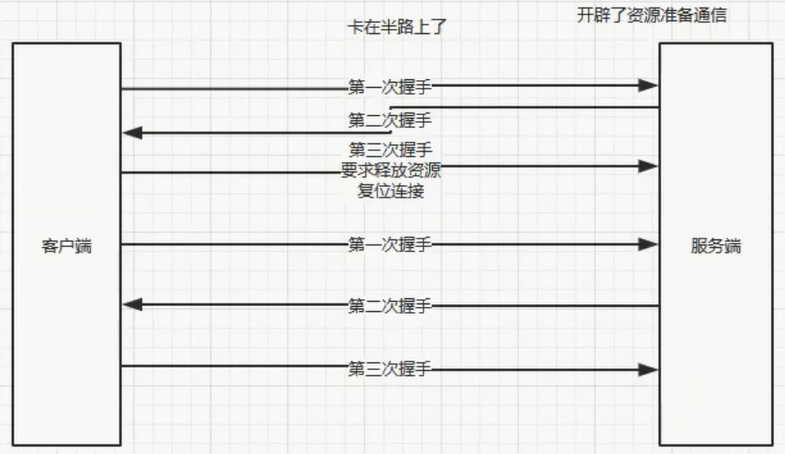 开辟了资源准备通信
卡在半路上了
第一次握手
第二次握手
第三次握手
要求释放资源
复位连接
客户端
第一次握手
服务端
第二次握手
第三次握手